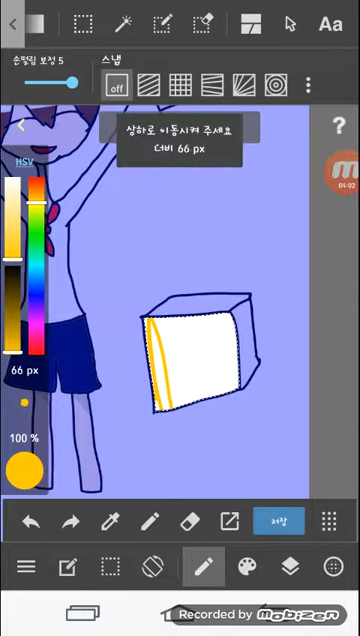 Aa
손떨림 보정 5
스냅
off
상하로 이동시켜 주세요
너비 66 px
?
HSV
04:02
66 px
100 %
저장
Recorded by mobizen